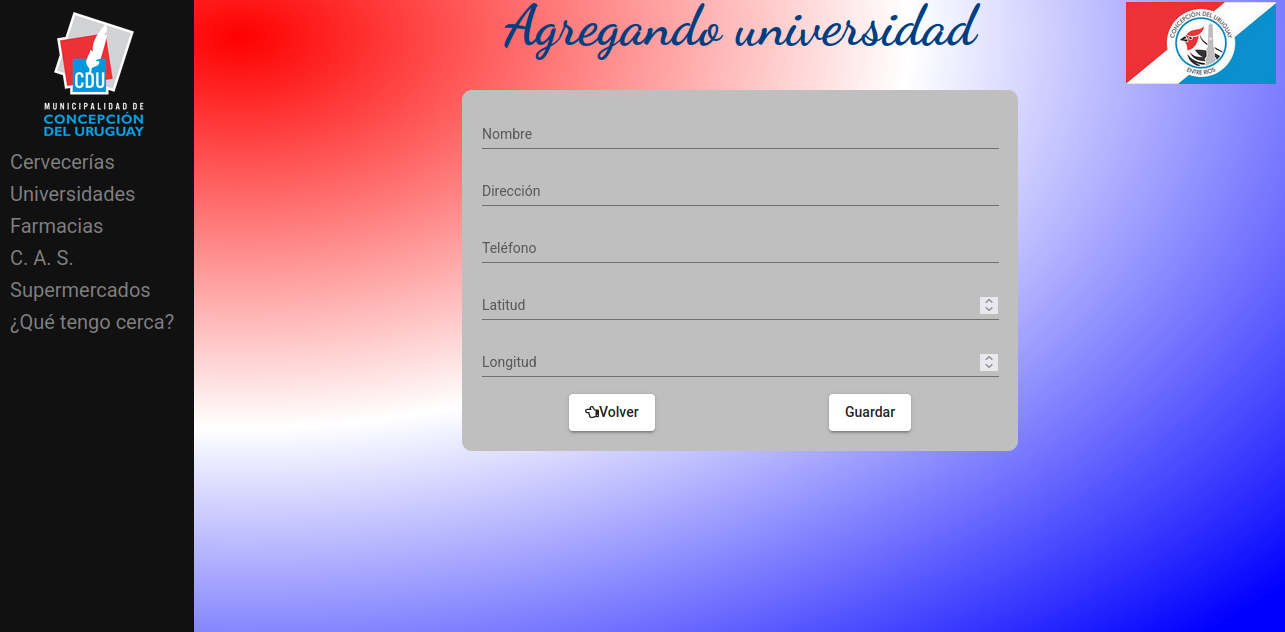 CDU
MUNICIPALIDAD DE
CONCEPCIÓN
DEL URUGUAY
Cervecerías
Universidades
Farmacias
C. A. S.
Supermercados
¿Qué tengo cerca?
Agregando universidad
CONCEPCIÓN DEL URUGUAY
ENTRE RÍOS
Nombre
Dirección
Teléfono
Latitud
Longitud
Volver
Guardar